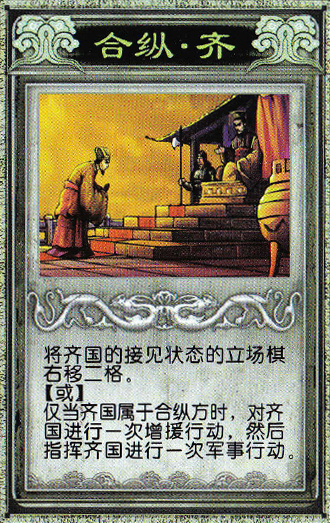 合纵·齐
将齐国的接见状态的立场棋
右移二格。
【或】
仅当齐国属于合纵方时，对齐
国进行一次增援行动，然后
指挥齐国进行一次军事行动。